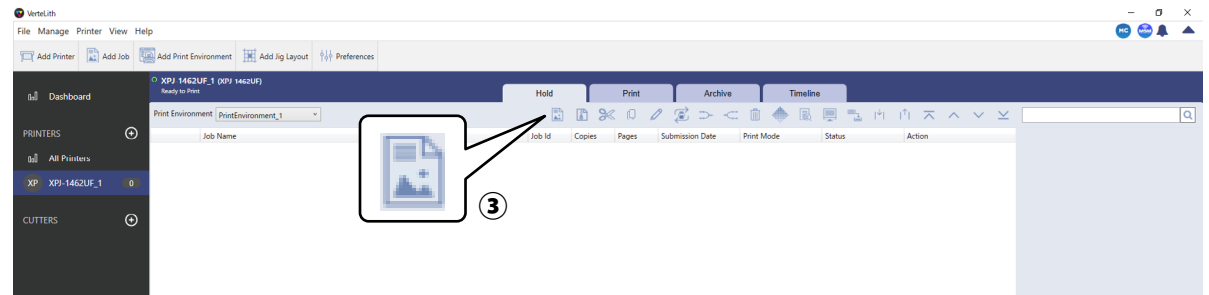 VerteLith
File Manage Printer View Help
MC MSM
Add Printer Add Job Add Print Environment Add Jig Layout Preferences
Dashboard
XPJ 1462UF_1 (XPJ 1462UF)
Ready to Print
Hold Print Archive Timeline
Print Environment PrintEnvironment_1
PRINTERS
Job Name Job Id Copies Pages Submission Date Print Mode Status Action
All Printers
XP XPJ-1462UF_1 0
③
CUTTERS